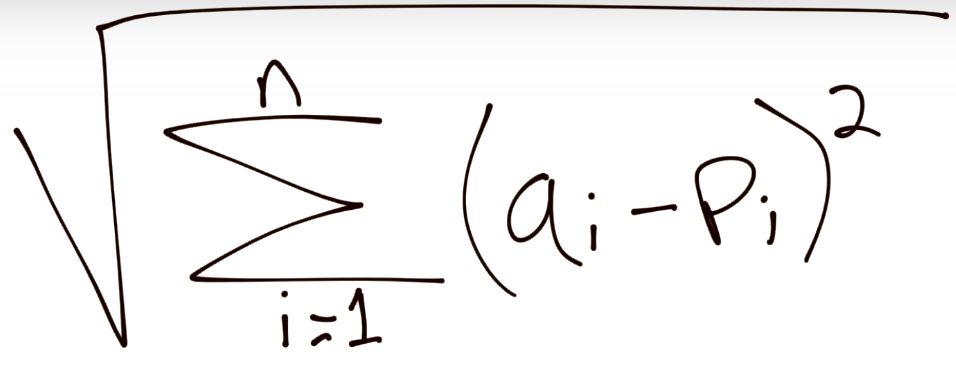 √ n Σ i=1 (ai - Pi)²